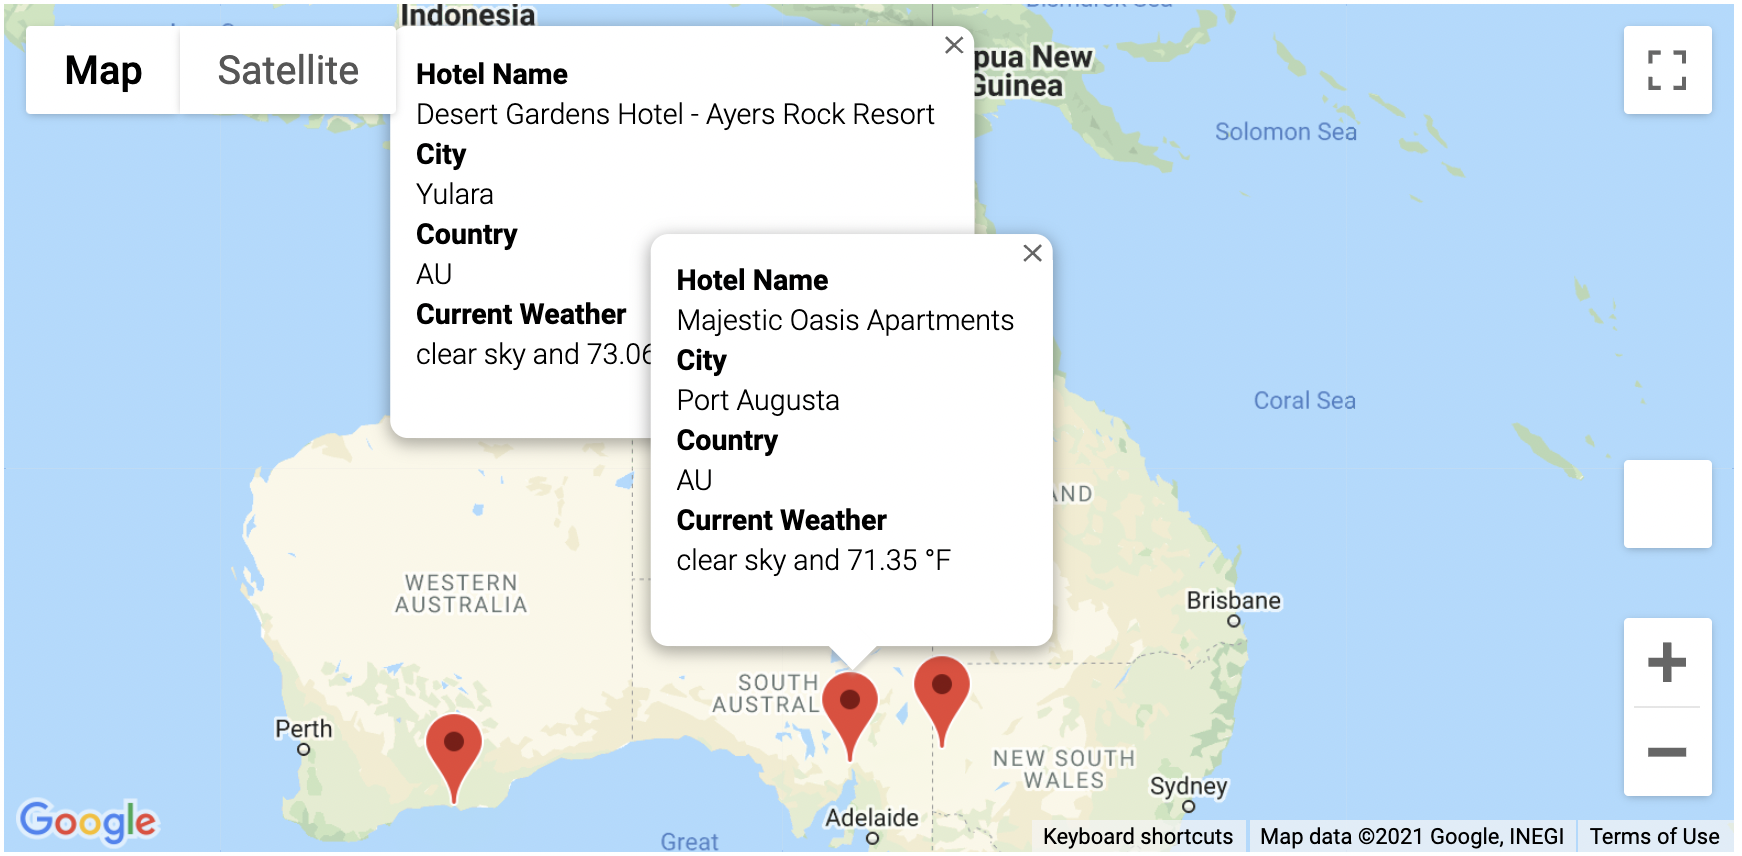 Indonesia
Map
Satellite
Hotel Name
Desert Gardens Hotel - Ayers Rock Resort
City
Yulara
Country
AU
Current Weather
clear sky and 73.06
pua New
Guinea
Solomon Sea
Hotel Name
Majestic Oasis Apartments
City
Port Augusta
Country
AU
Current Weather
clear sky and 71.35 °F
Coral Sea
AND
WESTERN
AUSTRALIA
Brisbane
SOUTH
AUSTRAL
Perth
NEW SOUTH
WALES
Sydney
Adelaide
Great
Google
Keyboard shortcuts
Map data ©2021 Google, INEGI
Terms of Use